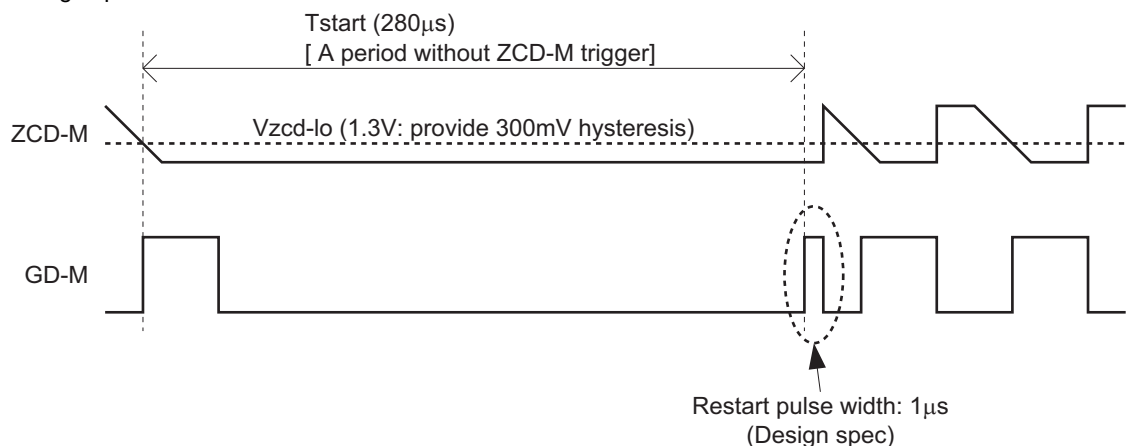 Tstart (280μs)
[ A period without ZCD-M trigger]
Vzcd-lo (1.3V: provide 300mV hysteresis)
ZCD-M
GD-M
Restart pulse width: 1μs
(Design spec)